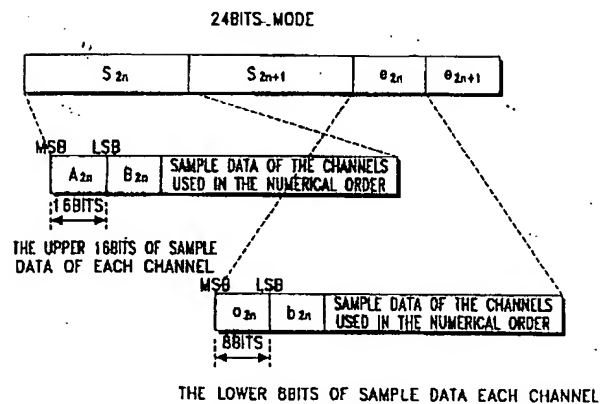 24BITS MODE
S2n S2n+1 e2n e2n+1
MSB LSB
A2n B2n SAMPLE DATA OF THE CHANNELS
USED IN THE NUMERICAL ORDER
16BITS
THE UPPER 16BITS OF SAMPLE
DATA OF EACH CHANNEL
MSB LSB
a2n b2n SAMPLE DATA OF THE CHANNELS
USED IN THE NUMERICAL ORDER
8BITS
THE LOWER 8BITS OF SAMPLE DATA EACH CHANNEL